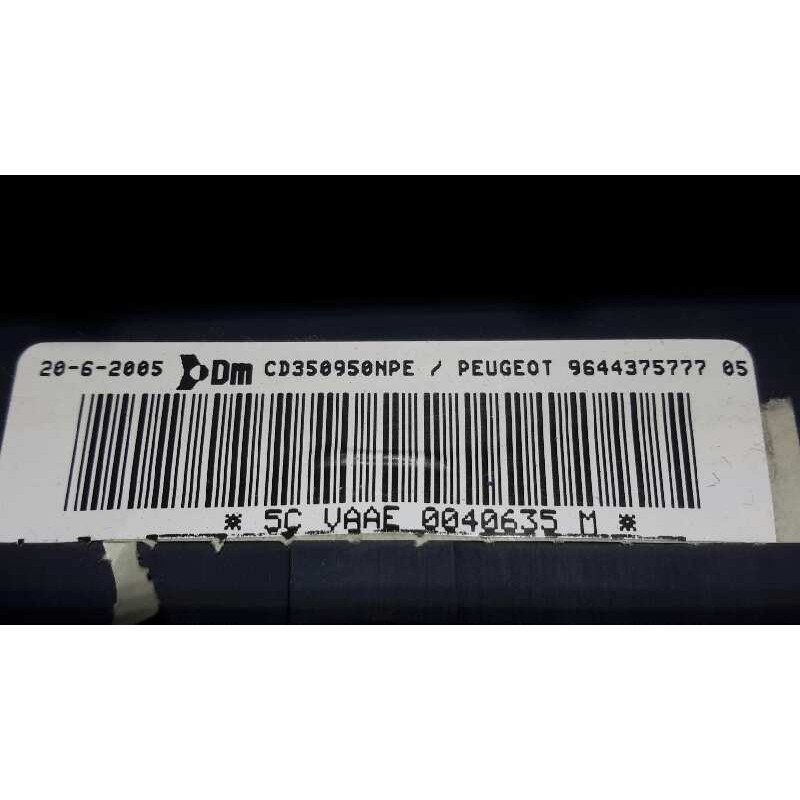 20-6-2005 Dm CD350950NPE / PEUGEOT 9644375777 05
* 5C VAAE 0040635 M *